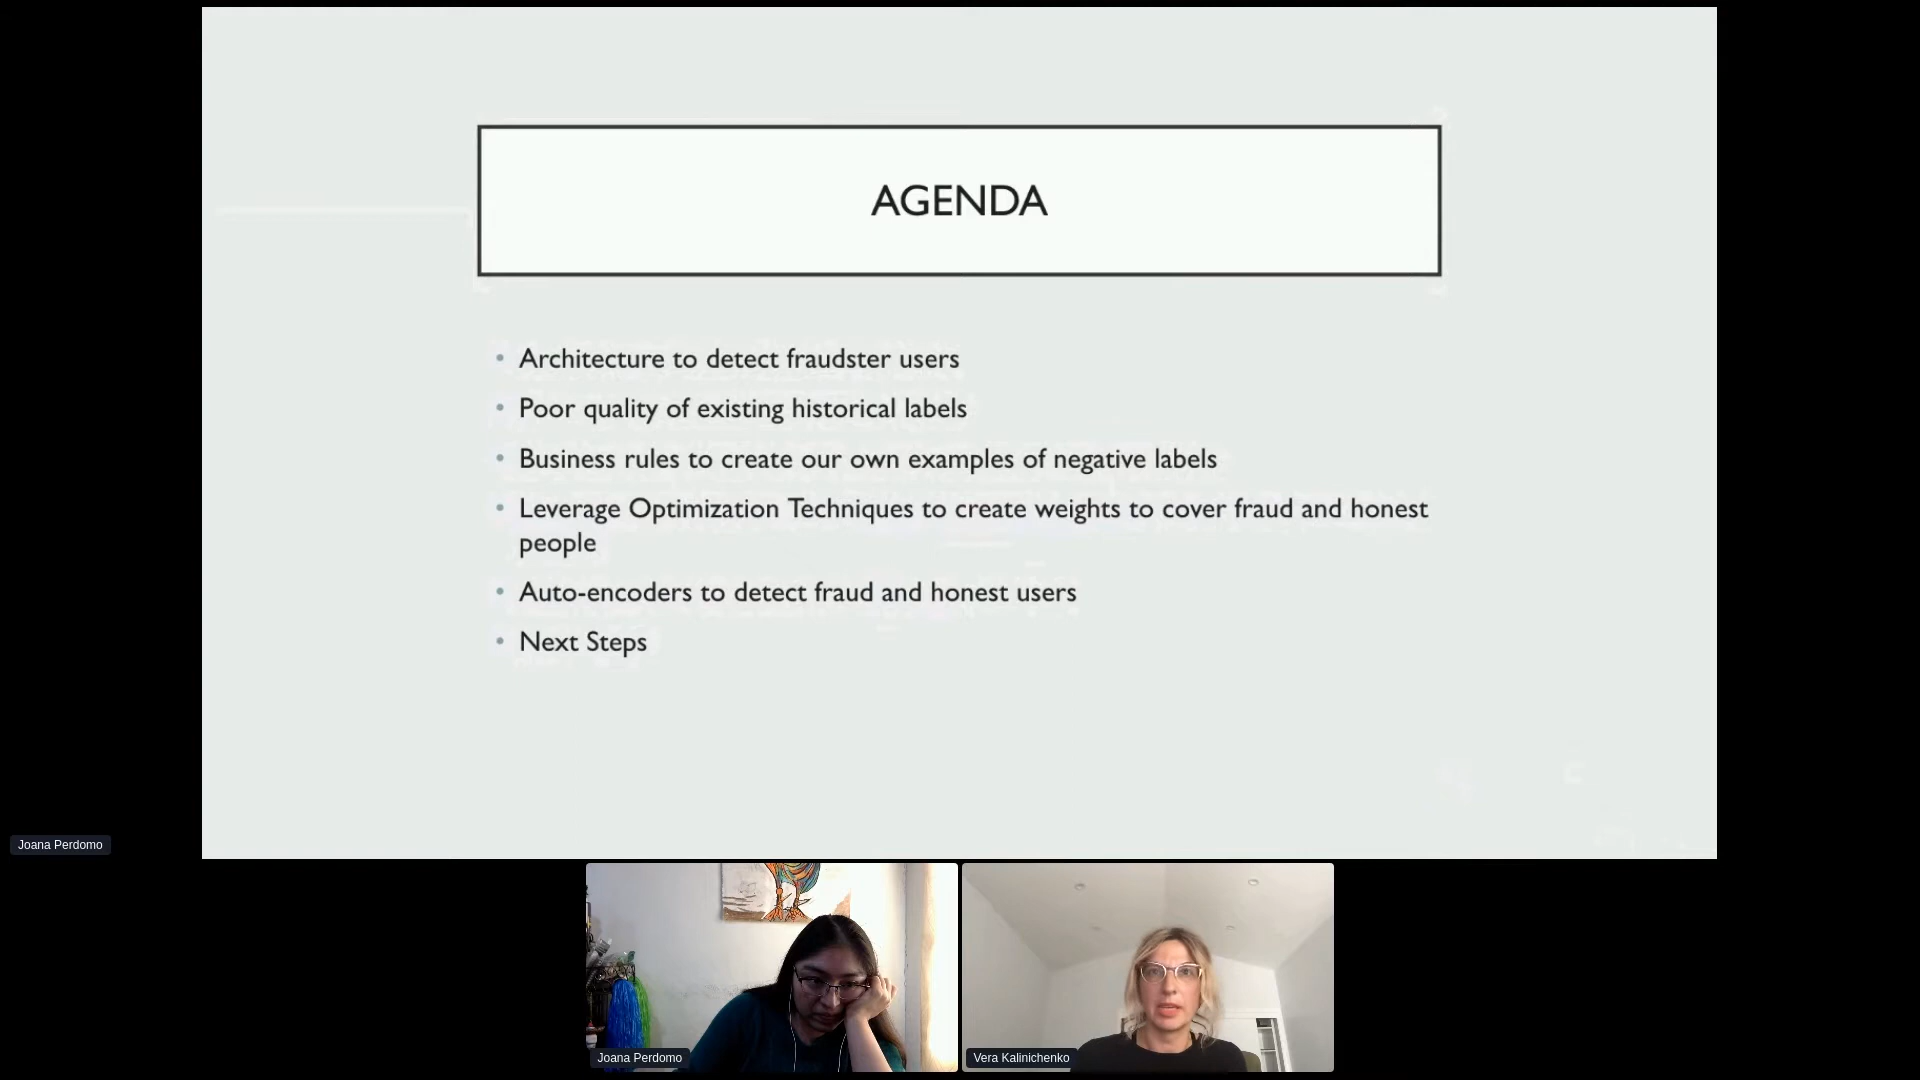 AGENDA
• Architecture to detect fraudster users
• Poor quality of existing historical labels
• Business rules to create our own examples of negative labels
• Leverage Optimization Techniques to create weights to cover fraud and honest
people
• Auto-encoders to detect fraud and honest users
• Next Steps
Joana Perdomo
Joana Perdomo
Vera Kalinichenko